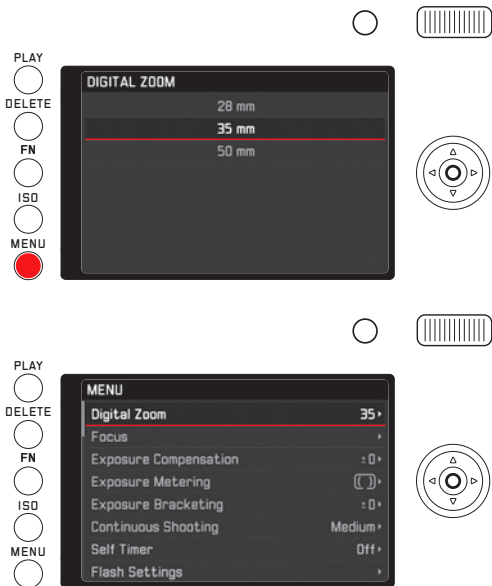 PLAY
DELETE
FN
ISO
MENU
DIGITAL ZOOM
28 mm
35 mm
50 mm
PLAY
DELETE
FN
ISO
MENU
MENU
Digital Zoom 35
Focus
Exposure Compensation ±0
Exposure Metering
Exposure Bracketing ±0
Continuous Shooting Medium
Self Timer Off
Flash Settings